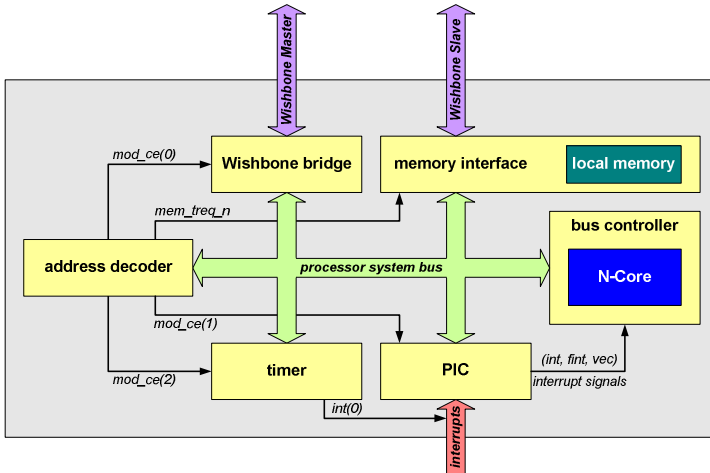 Wishbone Master
Wishbone Slave
mod_ce(0)
Wishbone bridge
memory interface
local memory
mem_treq_n
bus controller
address decoder
processor system bus
N-Core
mod_ce(1)
timer
PIC
(int, fint, vec)
mod_ce(2)
interrupt signals
int(0)
interrupts